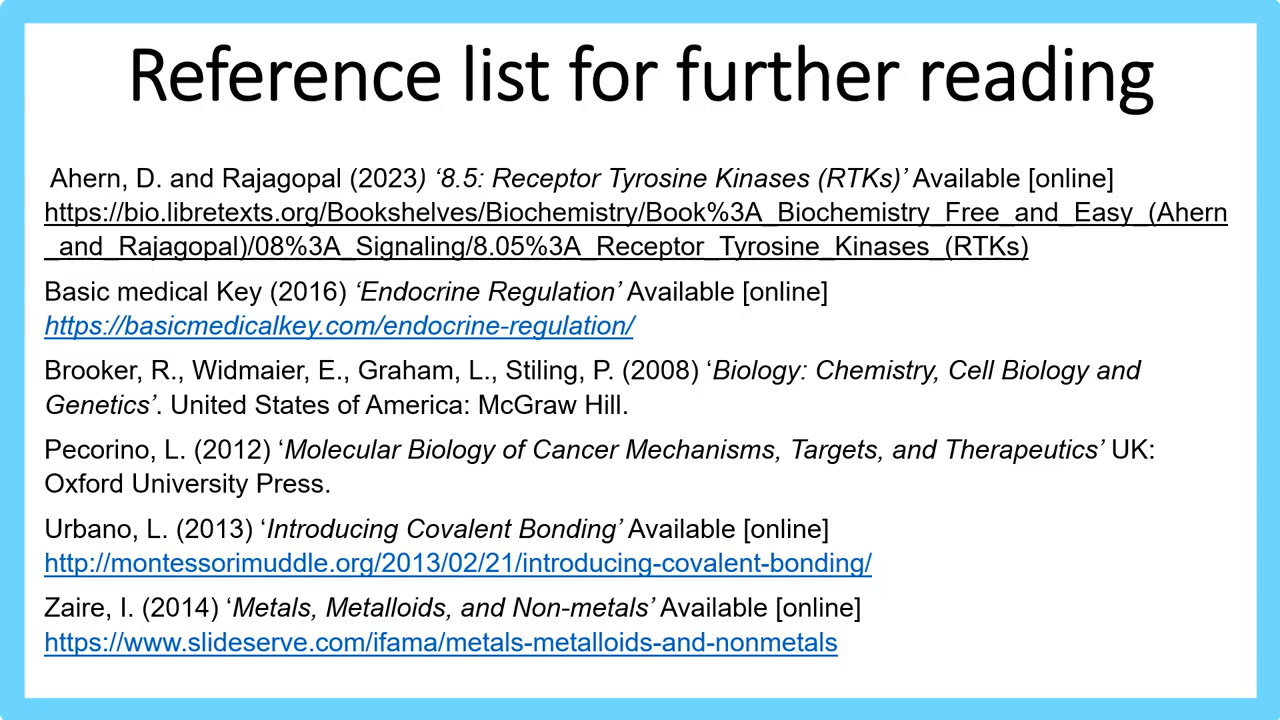 Reference list for further reading
Ahern, D. and Rajagopal (2023) ‘8.5: Receptor Tyrosine Kinases (RTKs)’ Available [online]
https://bio.libretexts.org/Bookshelves/Biochemistry/Book%3A_Biochemistry_Free_and_Easy_(Ahern
_and_Rajagopal)/08%3A_Signaling/8.05%3A_Receptor_Tyrosine_Kinases_(RTKs)
Basic medical Key (2016) ‘Endocrine Regulation’ Available [online]
https://basicmedicalkey.com/endocrine-regulation/
Brooker, R., Widmaier, E., Graham, L., Stiling, P. (2008) ‘Biology: Chemistry, Cell Biology and
Genetics’. United States of America: McGraw Hill.
Pecorino, L. (2012) ‘Molecular Biology of Cancer Mechanisms, Targets, and Therapeutics’ UK:
Oxford University Press.
Urbano, L. (2013) ‘Introducing Covalent Bonding’ Available [online]
http://montessorimuddle.org/2013/02/21/introducing-covalent-bonding/
Zaire, I. (2014) ‘Metals, Metalloids, and Non-metals’ Available [online]
https://www.slideserve.com/ifama/metals-metalloids-and-nonmetals